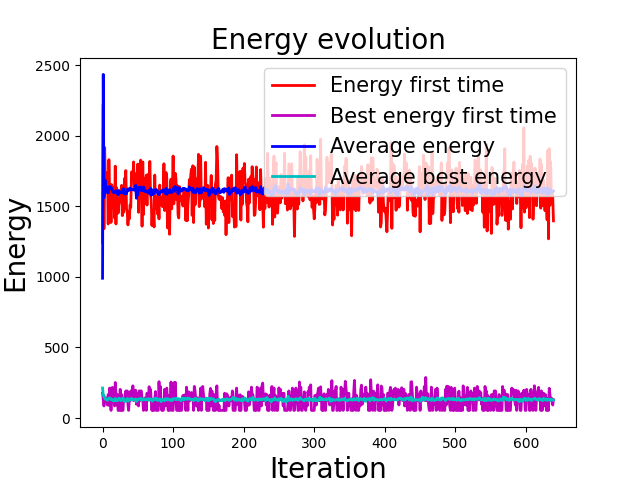 Energy evolution
Energy first time
Best energy first time
Average energy
Average best energy
2500
2000
1500
1000
500
0
Energy
0 100 200 300 400 500 600
Iteration